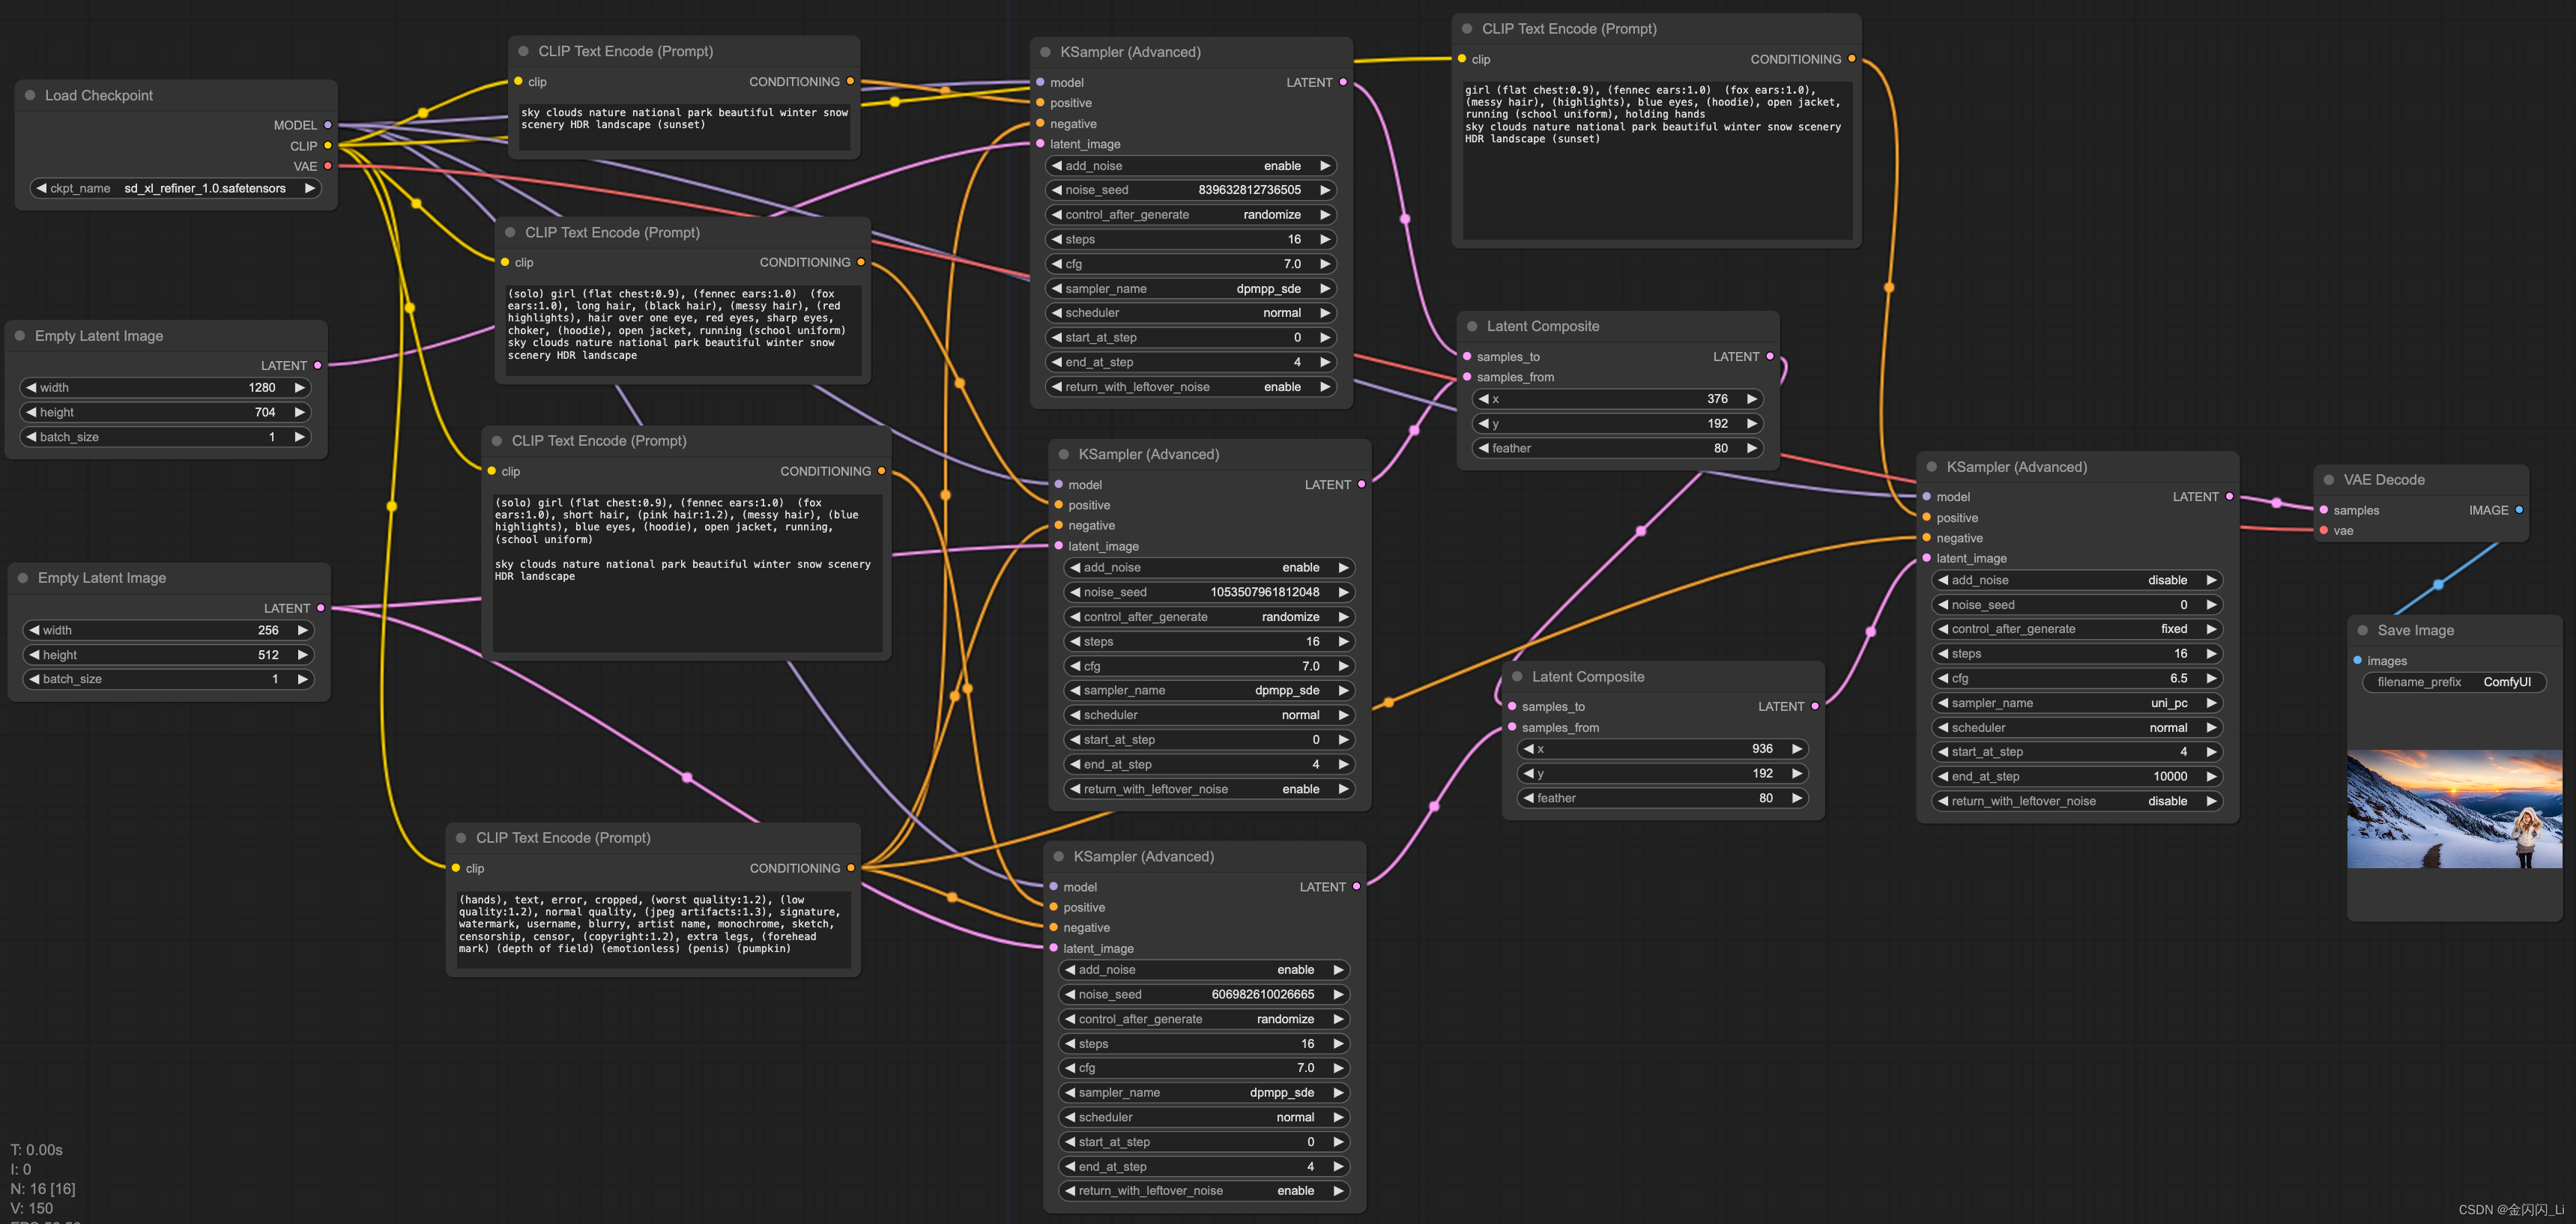 Load Checkpoint
MODEL
CLIP
VAE
ckpt_name sd_xl_refiner_1.0.safetensors
Empty Latent Image
LATENT
width 1280
height 704
batch_size 1
Empty Latent Image
LATENT
width 256
height 512
batch_size 1
CLIP Text Encode (Prompt)
clip CONDITIONING
sky clouds nature national park beautiful winter snow
scenery HDR landscape (sunset)
CLIP Text Encode (Prompt)
clip CONDITIONING
(solo) girl (flat chest:0.9), (fennec ears:1.0) (fox
ears:1.0), long hair, (black hair), (messy hair), (red
highlights), hair over one eye, red eyes, sharp eyes,
choker, (hoodie), open jacket, running (school uniform)
sky clouds nature national park beautiful winter snow
scenery HDR landscape
CLIP Text Encode (Prompt)
clip CONDITIONING
(solo) girl (flat chest:0.9), (fennec ears:1.0) (fox
ears:1.0), short hair, (pink hair:1.2), (messy hair), (blue
highlights), blue eyes, (hoodie), open jacket, running,
(school uniform)
sky clouds nature national park beautiful winter snow scenery
HDR landscape
CLIP Text Encode (Prompt)
clip CONDITIONING
(hands), text, error, cropped, (worst quality:1.2), (low
quality:1.2), normal quality, (jpeg artifacts:1.3), signature,
watermark, username, blurry, artist name, monochrome, sketch,
censorship, censor, (copyright:1.2), extra legs, (forehead
mark) (depth of field) (emotionless) (penis) (pumpkin)
KSampler (Advanced)
model LATENT
positive
negative
latent_image
add_noise enable
noise_seed 839632812736505
control_after_generate randomize
steps 16
cfg 7.0
sampler_name dpmpp_sde
scheduler normal
start_at_step 0
end_at_step 4
return_with_leftover_noise enable
KSampler (Advanced)
model LATENT
positive
negative
latent_image
add_noise enable
noise_seed 1053507961812048
control_after_generate randomize
steps 16
cfg 7.0
sampler_name dpmpp_sde
scheduler normal
start_at_step 0
end_at_step 4
return_with_leftover_noise enable
KSampler (Advanced)
model LATENT
positive
negative
latent_image
add_noise enable
noise_seed 606982610026665
control_after_generate randomize
steps 16
cfg 7.0
sampler_name dpmpp_sde
scheduler normal
start_at_step 0
end_at_step 4
return_with_leftover_noise enable
CLIP Text Encode (Prompt)
clip CONDITIONING
girl (flat chest:0.9), (fennec ears:1.0) (fox ears:1.0),
(messy hair), (highlights), blue eyes, (hoodie), open jacket,
running (school uniform), holding hands
sky clouds nature national park beautiful winter snow scenery
HDR landscape (sunset)
Latent Composite
samples_to LATENT
samples_from
x 376
y 192
feather 80
Latent Composite
samples_to LATENT
samples_from
x 936
y 192
feather 80
KSampler (Advanced)
model LATENT
positive
negative
latent_image
add_noise disable
noise_seed 0
control_after_generate fixed
steps 16
cfg 6.5
sampler_name uni_pc
scheduler normal
start_at_step 4
end_at_step 10000
return_with_leftover_noise disable
VAE Decode
samples IMAGE
vae
Save Image
images
filename_prefix ComfyUI
T: 0.00s
I: 0
N: 16 [16]
V: 150
CSDN @金闪闪_Li